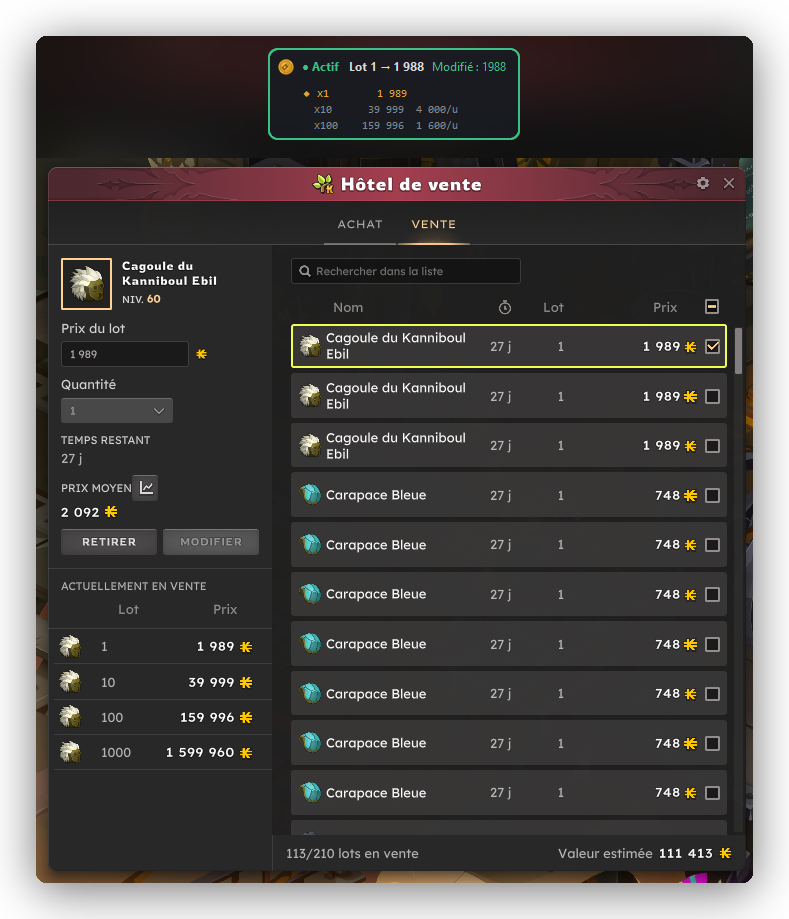 ● Actif Lot 1 → 1 988 Modifié : 1988
◆ x1 1 989
x10 39 999 4 000/u
x100 159 996 1 600/u
Hôtel de vente
ACHAT VENTE
Cagoule du
Kanniboul Ebil
NIV. 60
Prix du lot
1 989
Quantité
1
TEMPS RESTANT
27 j
PRIX MOYEN
2 092
RETIRER MODIFIER
ACTUELLEMENT EN VENTE
Lot Prix
1 1 989
10 39 999
100 159 996
1000 1 599 960
Rechercher dans la liste
Nom Lot Prix
Cagoule du Kanniboul
Ebil 27 j 1 1 989
Cagoule du Kanniboul
Ebil 27 j 1 1 989
Cagoule du Kanniboul
Ebil 27 j 1 1 989
Carapace Bleue 27 j 1 748
Carapace Bleue 27 j 1 748
Carapace Bleue 27 j 1 748
Carapace Bleue 27 j 1 748
Carapace Bleue 27 j 1 748
Carapace Bleue 27 j 1 748
Carapace Bleue 27 j 1 748
113/210 lots en vente Valeur estimée 111 413